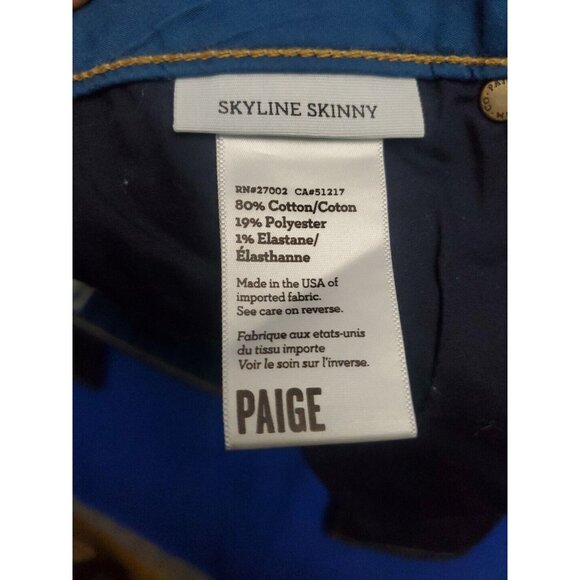 SKYLINE SKINNY
RN#27002 CA#51217
80% Cotton/Coton
19% Polyester
1% Elastane/
Élasthanne
Made in the USA of
imported fabric.
See care on reverse.
Fabrique aux etats-unis
du tissu importe
Voir le soin sur l'inverse.
PAIGE